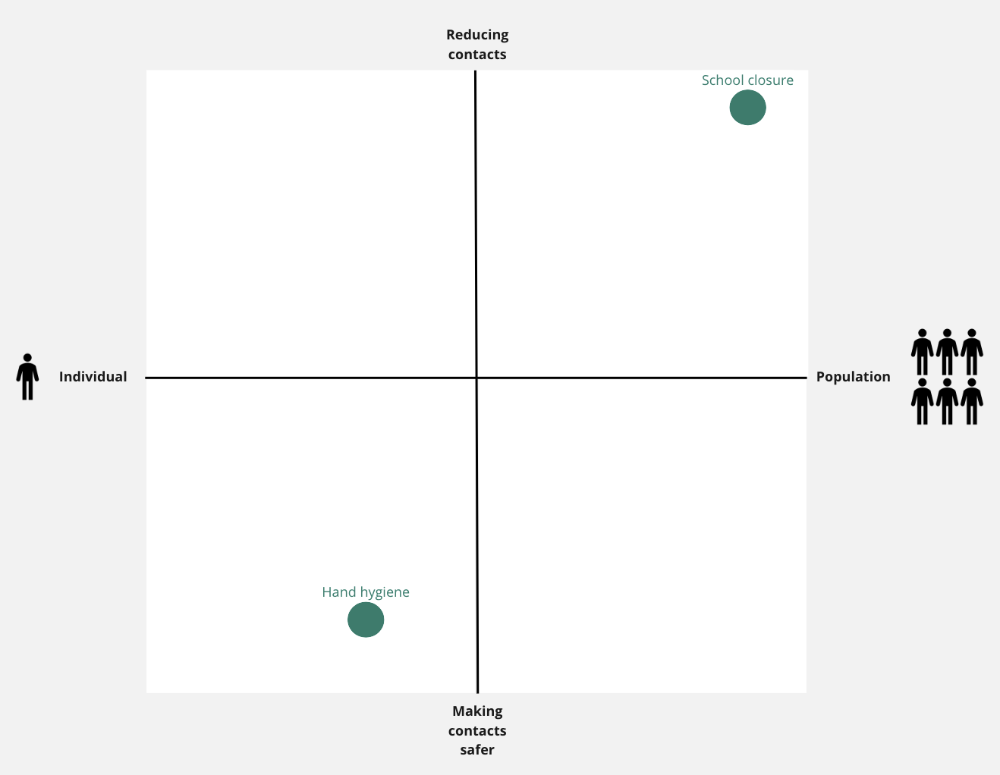 Reducing
contacts
School closure
Individual
Population
Hand hygiene
Making
contacts
safer